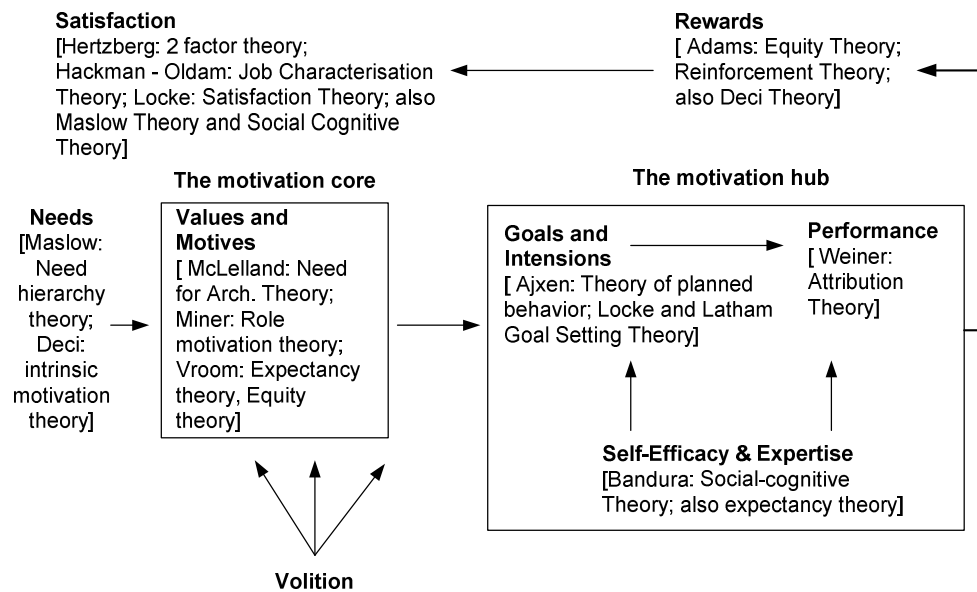 Satisfaction
[Hertzberg: 2 factor theory;
Hackman - Oldam: Job Characterisation
Theory; Locke: Satisfaction Theory; also
Maslow Theory and Social Cognitive
Theory]
Rewards
[ Adams: Equity Theory;
Reinforcement Theory;
also Deci Theory]
The motivation core
The motivation hub
Needs
[Maslow:
Need
hierarchy
theory;
Deci:
intrinsic
motivation
theory]
Values and
Motives
[ McLelland: Need
for Arch. Theory;
Miner: Role
motivation theory;
Vroom: Expectancy
theory, Equity
theory]
Goals and
Intensions
[ Ajxen: Theory of planned
behavior; Locke and Latham
Goal Setting Theory]
Performance
[ Weiner:
Attribution
Theory]
Self-Efficacy & Expertise
[Bandura: Social-cognitive
Theory; also expectancy theory]
Volition